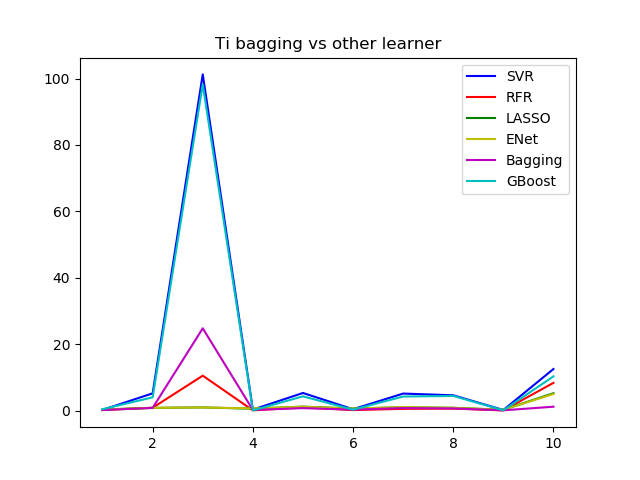 Ti bagging vs other learner
100
80
60
40
20
0
2 4 6 8 10
SVR
RFR
LASSO
ENet
Bagging
GBoost